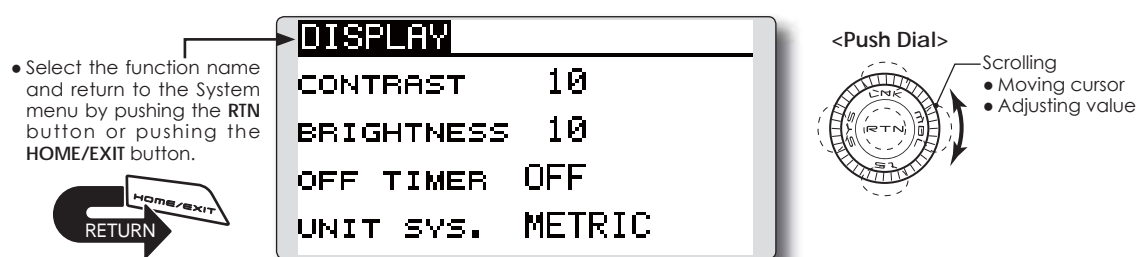 ● Select the function name
and return to the System
menu by pushing the RTN
button or pushing the
HOME/EXIT button.
HOME/EXIT
RETURN
DISPLAY
CONTRAST 10
BRIGHTNESS 10
OFF TIMER OFF
UNIT SYS. METRIC
<Push Dial>
LNK
SYS
RTN
MDL
S1
Scrolling
● Moving cursor
● Adjusting value